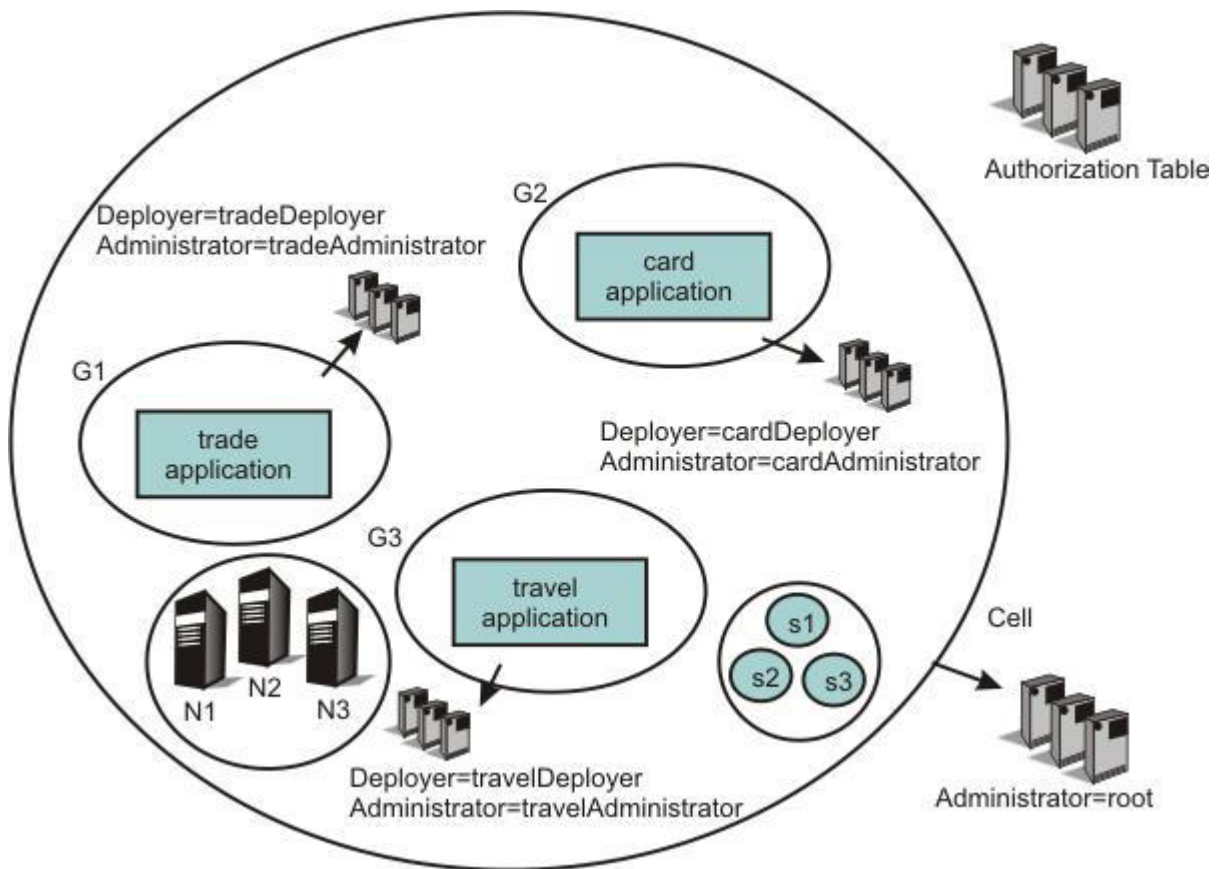 Authorization Table
G2
Deployer=tradeDeployer
Administrator=tradeAdministrator
card
application
G1
trade
application
Deployer=cardDeployer
Administrator=cardAdministrator
G3
travel
application
s1
s2
s3
Cell
N1
N2
N3
Deployer=travelDeployer
Administrator=travelAdministrator
Administrator=root